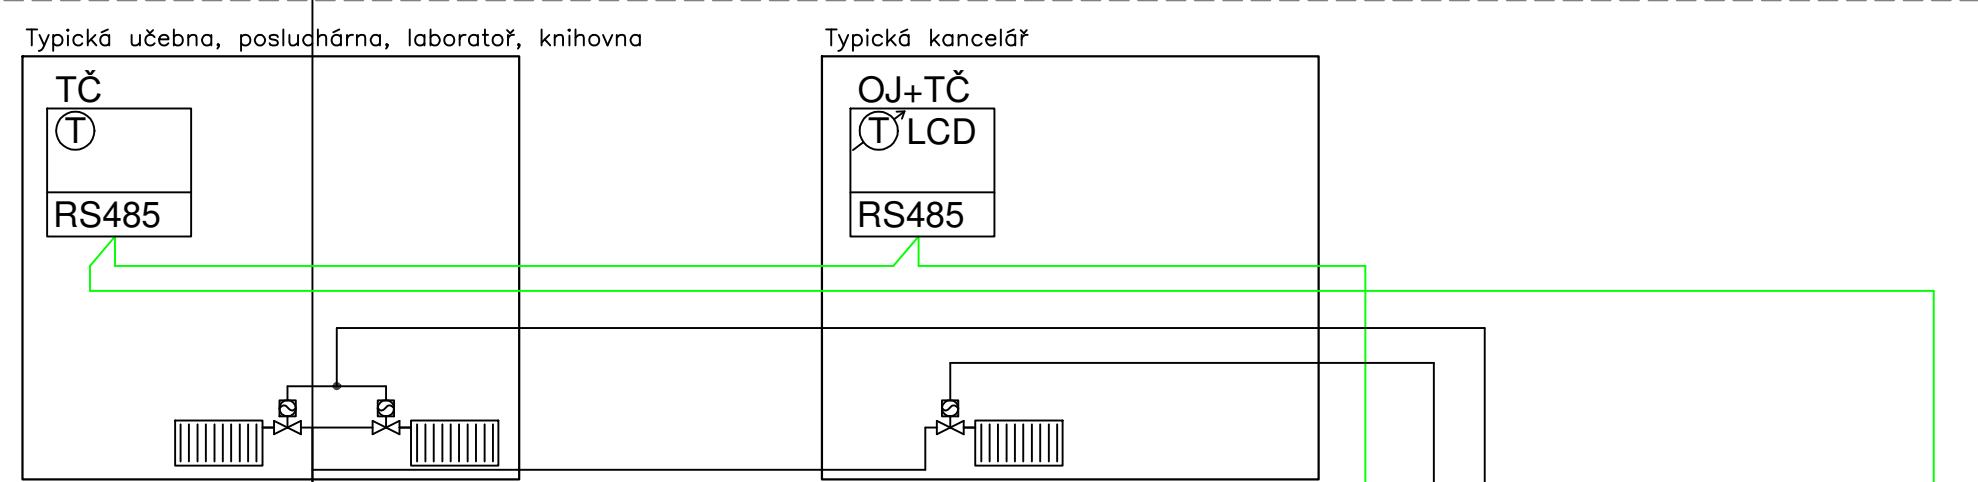 Typická učebna, posluchárna, laboratoř, knihovna
TČ
T
RS485
Typická kancelář
OJ+TČ
T LCD
RS485